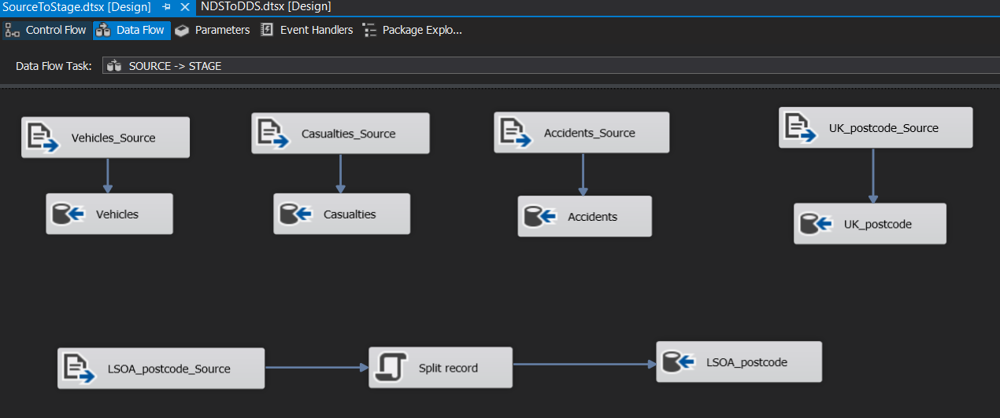 SourceToStage.dtsx [Design] NDSToDDS.dtsx [Design]
Control Flow Data Flow Parameters Event Handlers Package Explo...
Data Flow Task: SOURCE -> STAGE
Vehicles_Source Casualties_Source Accidents_Source UK_postcode_Source
Vehicles Casualties Accidents UK_postcode
LSOA_postcode_Source Split record LSOA_postcode